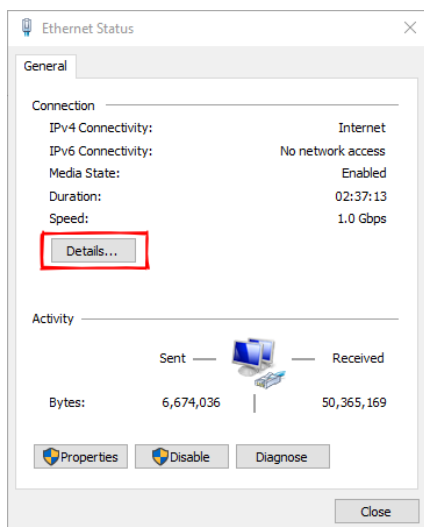 Ethernet Status
General
Connection
IPv4 Connectivity: Internet
IPv6 Connectivity: No network access
Media State: Enabled
Duration: 02:37:13
Speed: 1.0 Gbps
Details...
Activity
Sent Received
Bytes: 6,674,036 50,365,169
Properties Disable Diagnose
Close